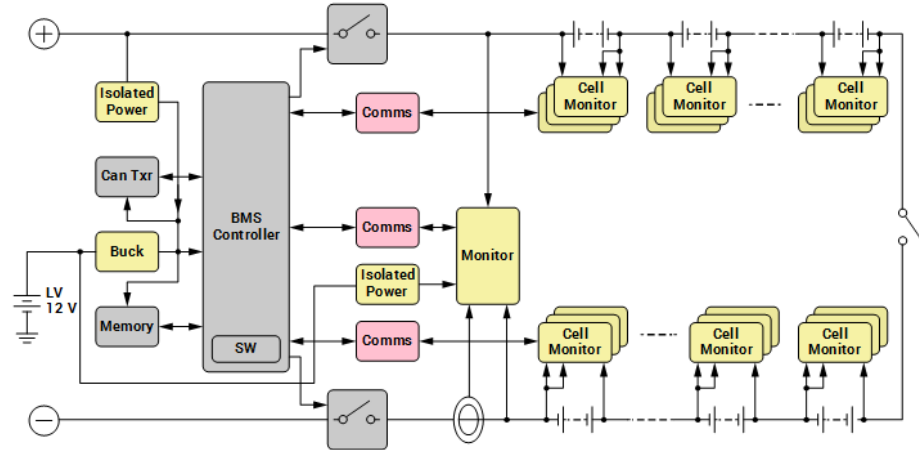 +
Isolated
Power
Comms
Cell
Monitor
Cell
Monitor
Cell
Monitor
Can Txr
BMS
Controller
Comms
Monitor
Buck
Isolated
Power
LV
12 V
Memory
SW
Comms
Cell
Monitor
Cell
Monitor
Cell
Monitor
−